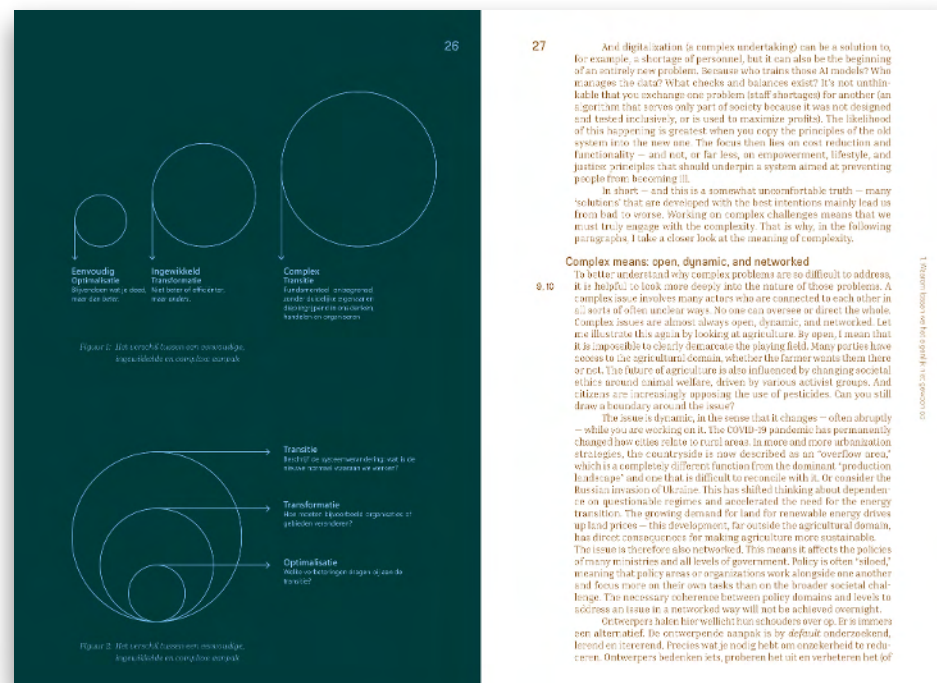 26
Eenvoudig
Optimalisatie
Ingewikkeld
Transformatie
Niet beter of efficiënter,
maar anders.
Complex
Transitie
handelen en organiseren
Figuur 1: Het verschil tussen een eenvoudige,
ingewikkelde en complexe aanpak
Transitie
Beschrijf de systeemverandering: wat is de
nieuwe normaal waaraan we werken?
Transformatie
Hoe moeten bijvoorbeeld organisaties of
gebieden veranderen?
Optimalisatie
Welke verbeteringen dragen bij aan de
transitie?
Figuur 2: Het verschil tussen een eenvoudige,
ingewikkelde en complexe aanpak
27
And digitalization (a complex undertaking) can be a solution to,
for example, a shortage of personnel, but it can also be the beginning
of an entirely new problem. Because who trains those AI models? Who
manages the data? What checks and balances exist? It's not unthin-
kable that you exchange one problem (staff shortages) for another (an
algorithm that serves only part of society because it was not designed
and tested inclusively, or is used to maximize profits). The likelihood
of this happening is greatest when you copy the principles of the old
system into the new one. The focus then lies on cost reduction and
functionality — and not, or far less, on empowerment, lifestyle, and
justice: principles that should underpin a system aimed at preventing
people from becoming ill.
In short — and this is a somewhat uncomfortable truth — many
'solutions' that are developed with the best intentions mainly lead us
from bad to worse. Working on complex challenges means that we
must truly engage with the complexity. That is why, in the following
paragraphs, I take a closer look at the meaning of complexity.
Complex means: open, dynamic, and networked
To better understand why complex problems are so difficult to address,
9, 10 it is helpful to look more deeply into the nature of those problems. A
complex issue involves many actors who are connected to each other in
all sorts of often unclear ways. No one can oversee or direct the whole.
Complex issues are almost always open, dynamic, and networked. Let
me illustrate this again by looking at agriculture. By open, I mean that
it is impossible to clearly demarcate the playing field. Many parties have
access to the agricultural domain, whether the farmer wants them there
or not. The future of agriculture is also influenced by changing societal
ethics around animal welfare, driven by various activist groups. And
citizens are increasingly opposing the use of pesticides. Can you still
draw a boundary around the issue?
The issue is dynamic, in the sense that it changes — often abruptly
— while you are working on it. The COVID-19 pandemic has permanently
changed how cities relate to rural areas. In more and more urbanization
strategies, the countryside is now described as an "overflow area,"
which is a completely different function from the dominant "production
landscape" and one that is difficult to reconcile with it. Or consider the
Russian invasion of Ukraine. This has shifted thinking about dependen-
ce on questionable regimes and accelerated the need for the energy
transition. The growing demand for land for renewable energy drives
up land prices — this development, far outside the agricultural domain,
has direct consequences for making agriculture more sustainable.
The issue is therefore also networked. This means it affects the policies
of many ministries and all levels of government. Policy is often "siloed,"
meaning that policy areas or organizations work alongside one another
and focus more on their own tasks than on the broader societal chal-
lenge. The necessary coherence between policy domains and levels to
address an issue in a networked way will not be achieved overnight.
Ontwerpers halen hier wellicht hun schouders over op. Er is immers
een alternatief. De ontwerpende aanpak is by default onderzoekend,
lerend en itererend. Precies wat je nodig hebt om onzekerheid te redu-
ceren. Ontwerpers bedenken iets, proberen het uit en verbeteren het (of